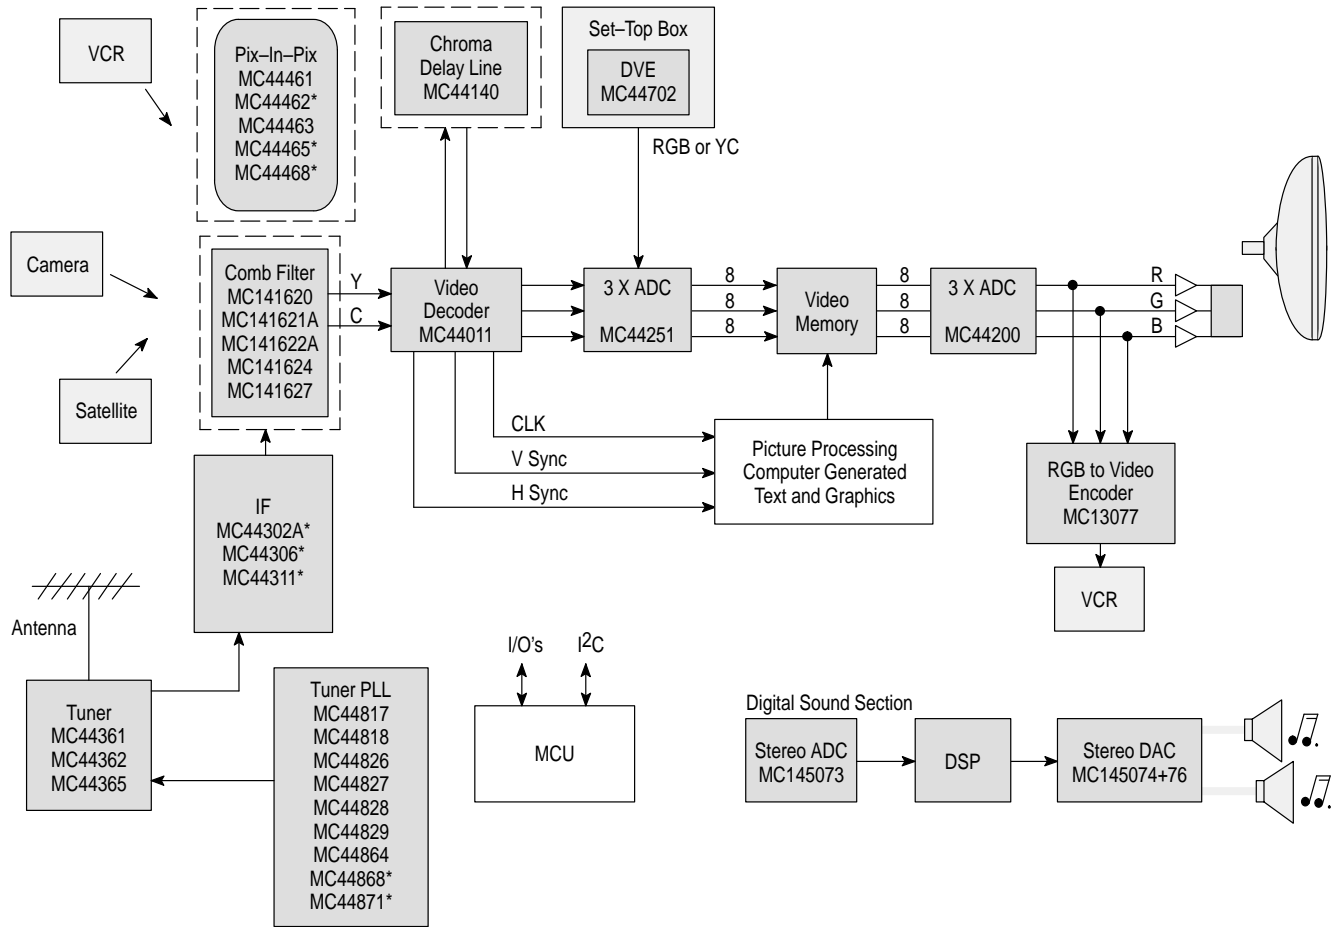 VCR
Pix–In–Pix
MC44461
MC44462*
MC44463
MC44465*
MC44468*
Chroma
Delay Line
MC44140
Set–Top Box
DVE
MC44702
RGB or YC
Camera
Satellite
Comb Filter
MC141620
MC141621A
MC141622A
MC141624
MC141627
Y
C
Video
Decoder
MC44011
3 X ADC
MC44251
8
8
8
Video
Memory
8
8
8
3 X ADC
MC44200
R
G
B
CLK
V Sync
H Sync
Picture Processing
Computer Generated
Text and Graphics
RGB to Video
Encoder
MC13077
VCR
IF
MC44302A*
MC44306*
MC44311*
Antenna
Tuner
MC44361
MC44362
MC44365
Tuner PLL
MC44817
MC44818
MC44826
MC44827
MC44828
MC44829
MC44864
MC44868*
MC44871*
I/O's
I2C
MCU
Digital Sound Section
Stereo ADC
MC145073
DSP
Stereo DAC
MC145074+76